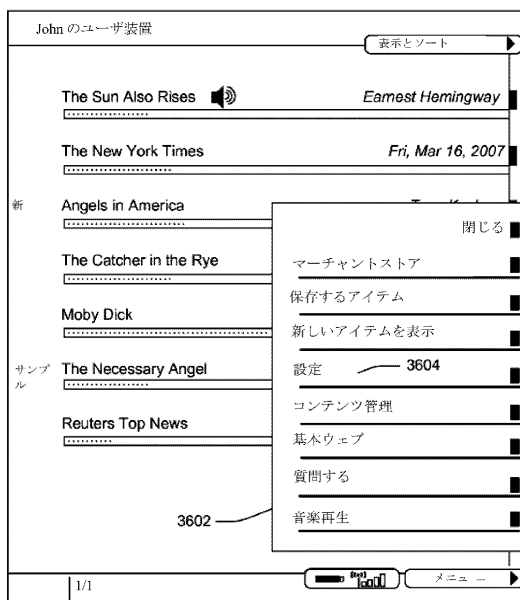 John のユーザ装置
表示とソート
The Sun Also Rises
Earnest Hemingway
The New York Times
Fri, Mar 16, 2007
新
Angels in America
The Catcher in the Rye
Moby Dick
サンプル
The Necessary Angel
Reuters Top News
閉じる
マーチャントストア
保存するアイテム
新しいアイテムを表示
設定
3604
コンテンツ管理
基本ウェブ
質問する
音楽再生
3602
1/1
メニュー